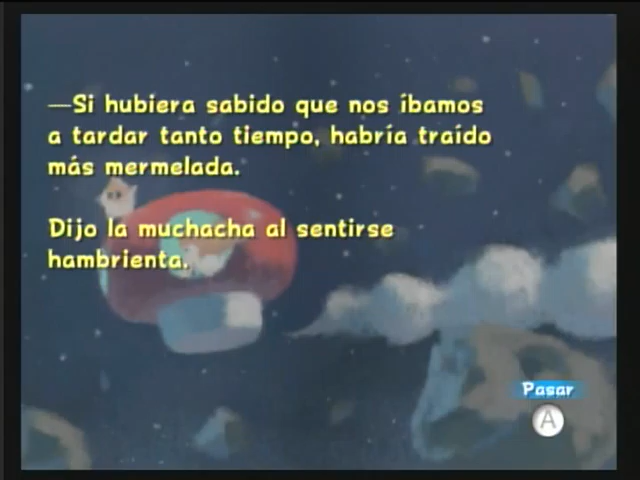 —Si hubiera sabido que nos íbamos
a tardar tanto tiempo, habría traído
más mermelada.
Dijo la muchacha al sentirse
hambrienta.
Pasar
A